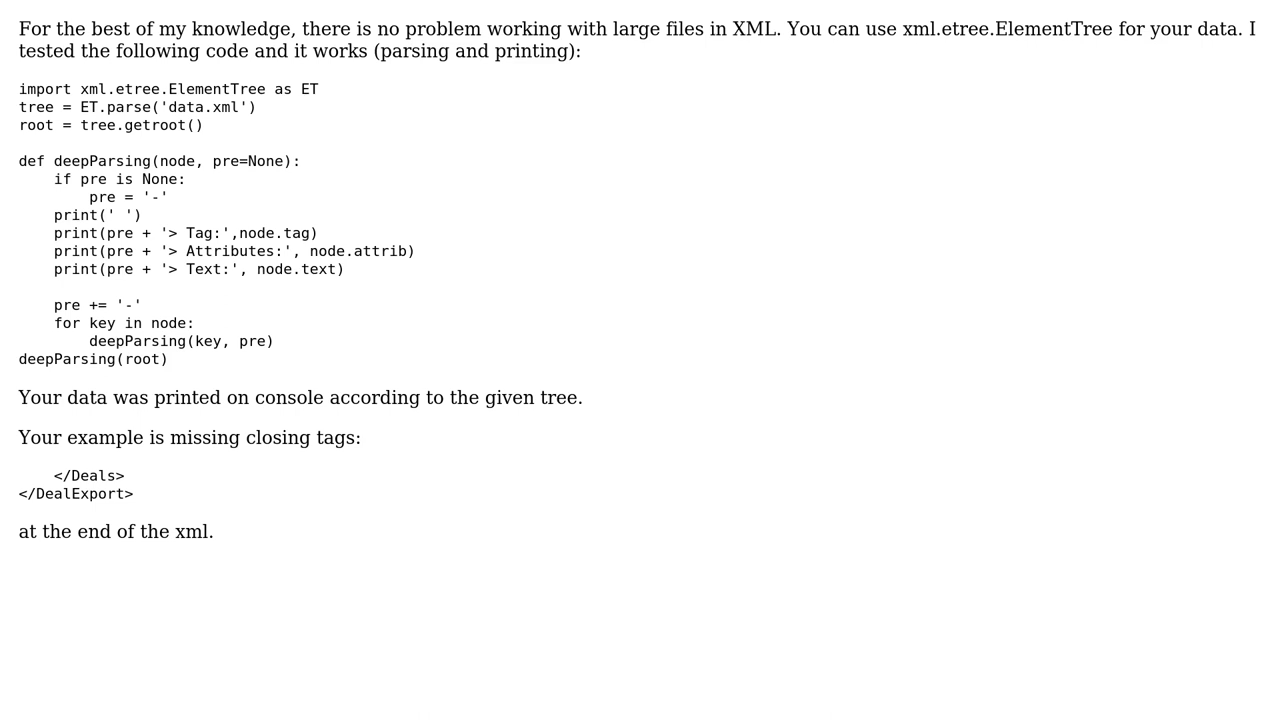 For the best of my knowledge, there is no problem working with large files in XML. You can use xml.etree.ElementTree for your data. I
tested the following code and it works (parsing and printing):
import xml.etree.ElementTree as ET
tree = ET.parse('data.xml')
root = tree.getroot()
def deepParsing(node, pre=None):
    if pre is None:
        pre = '-'
    print(' ')
    print(pre + '> Tag:',node.tag)
    print(pre + '> Attributes:', node.attrib)
    print(pre + '> Text:', node.text)
    pre += '-'
    for key in node:
        deepParsing(key, pre)
deepParsing(root)
Your data was printed on console according to the given tree.
Your example is missing closing tags:
    </Deals>
</DealExport>
at the end of the xml.